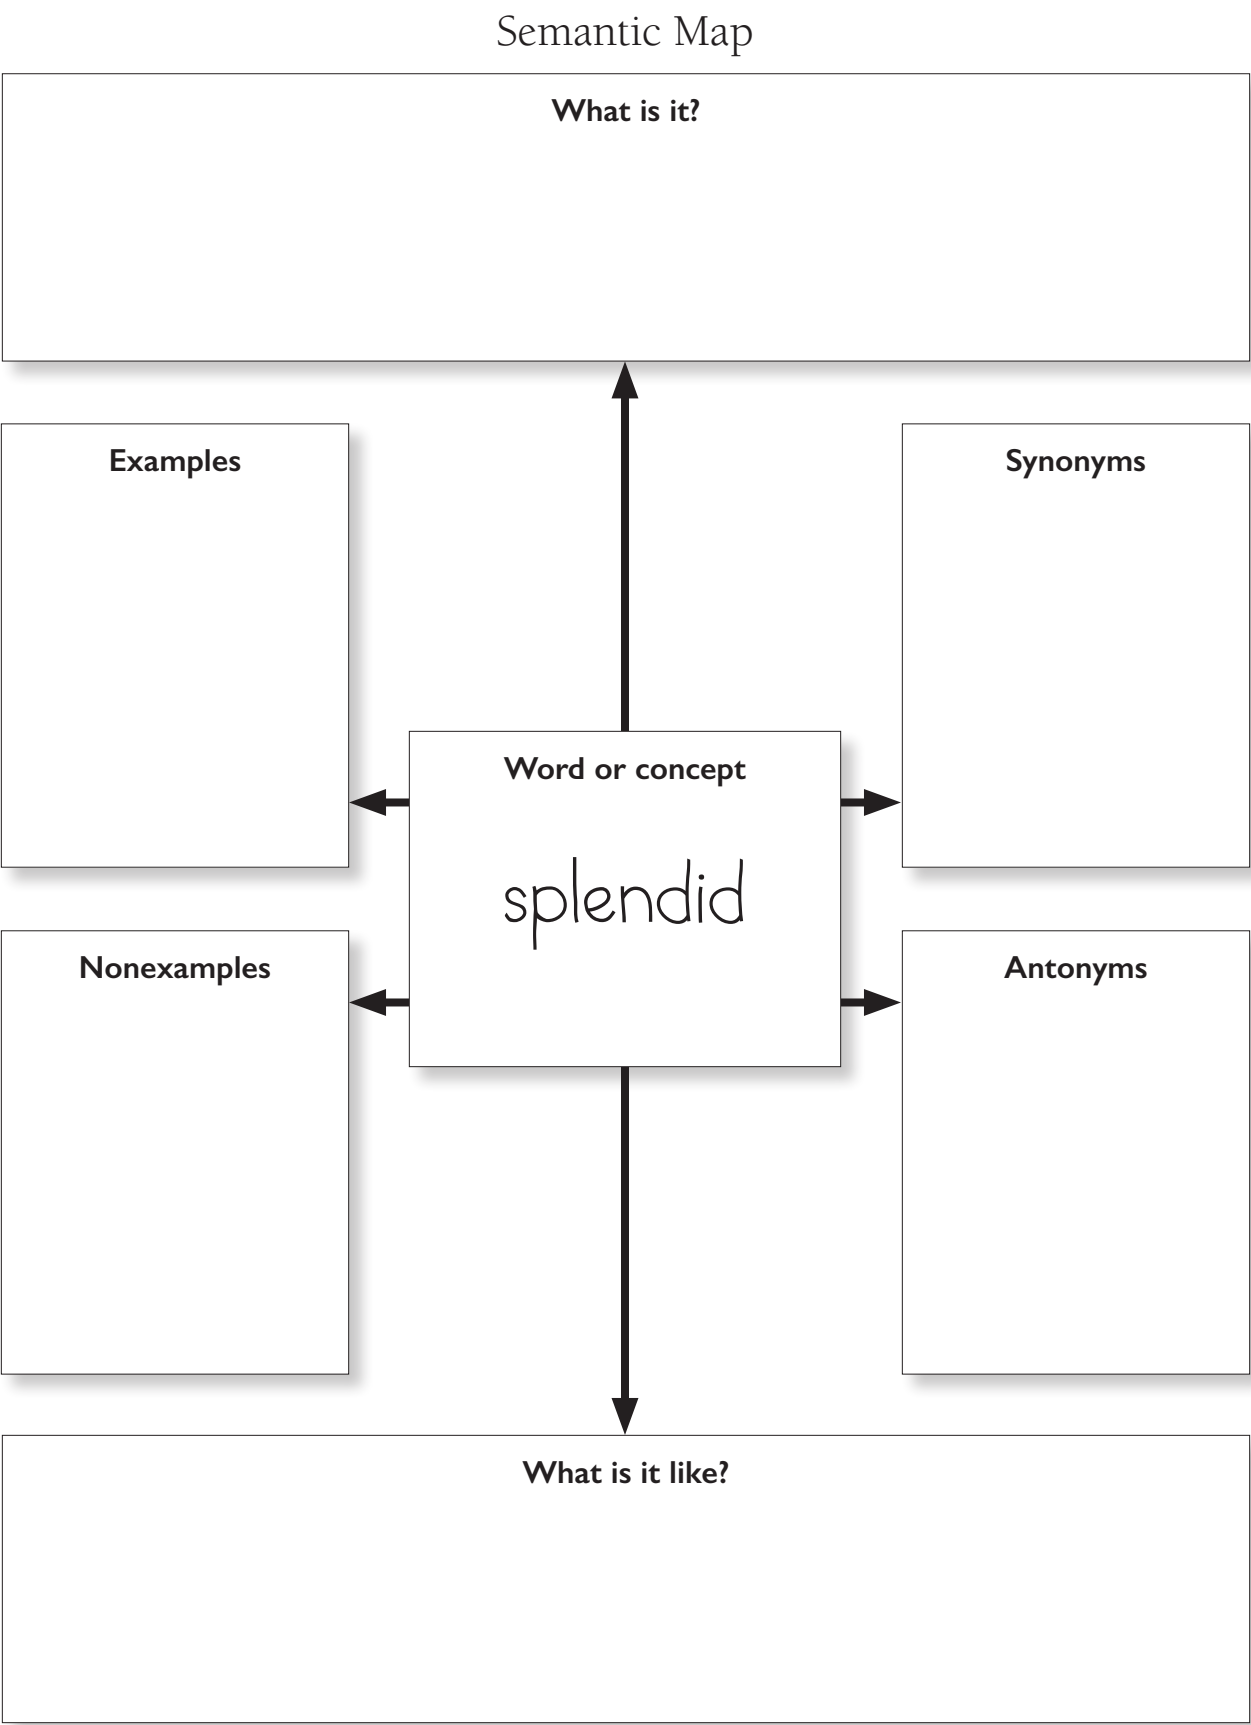 Semantic Map
What is it?
Examples
Synonyms
Word or concept
splendid
Nonexamples
Antonyms
What is it like?